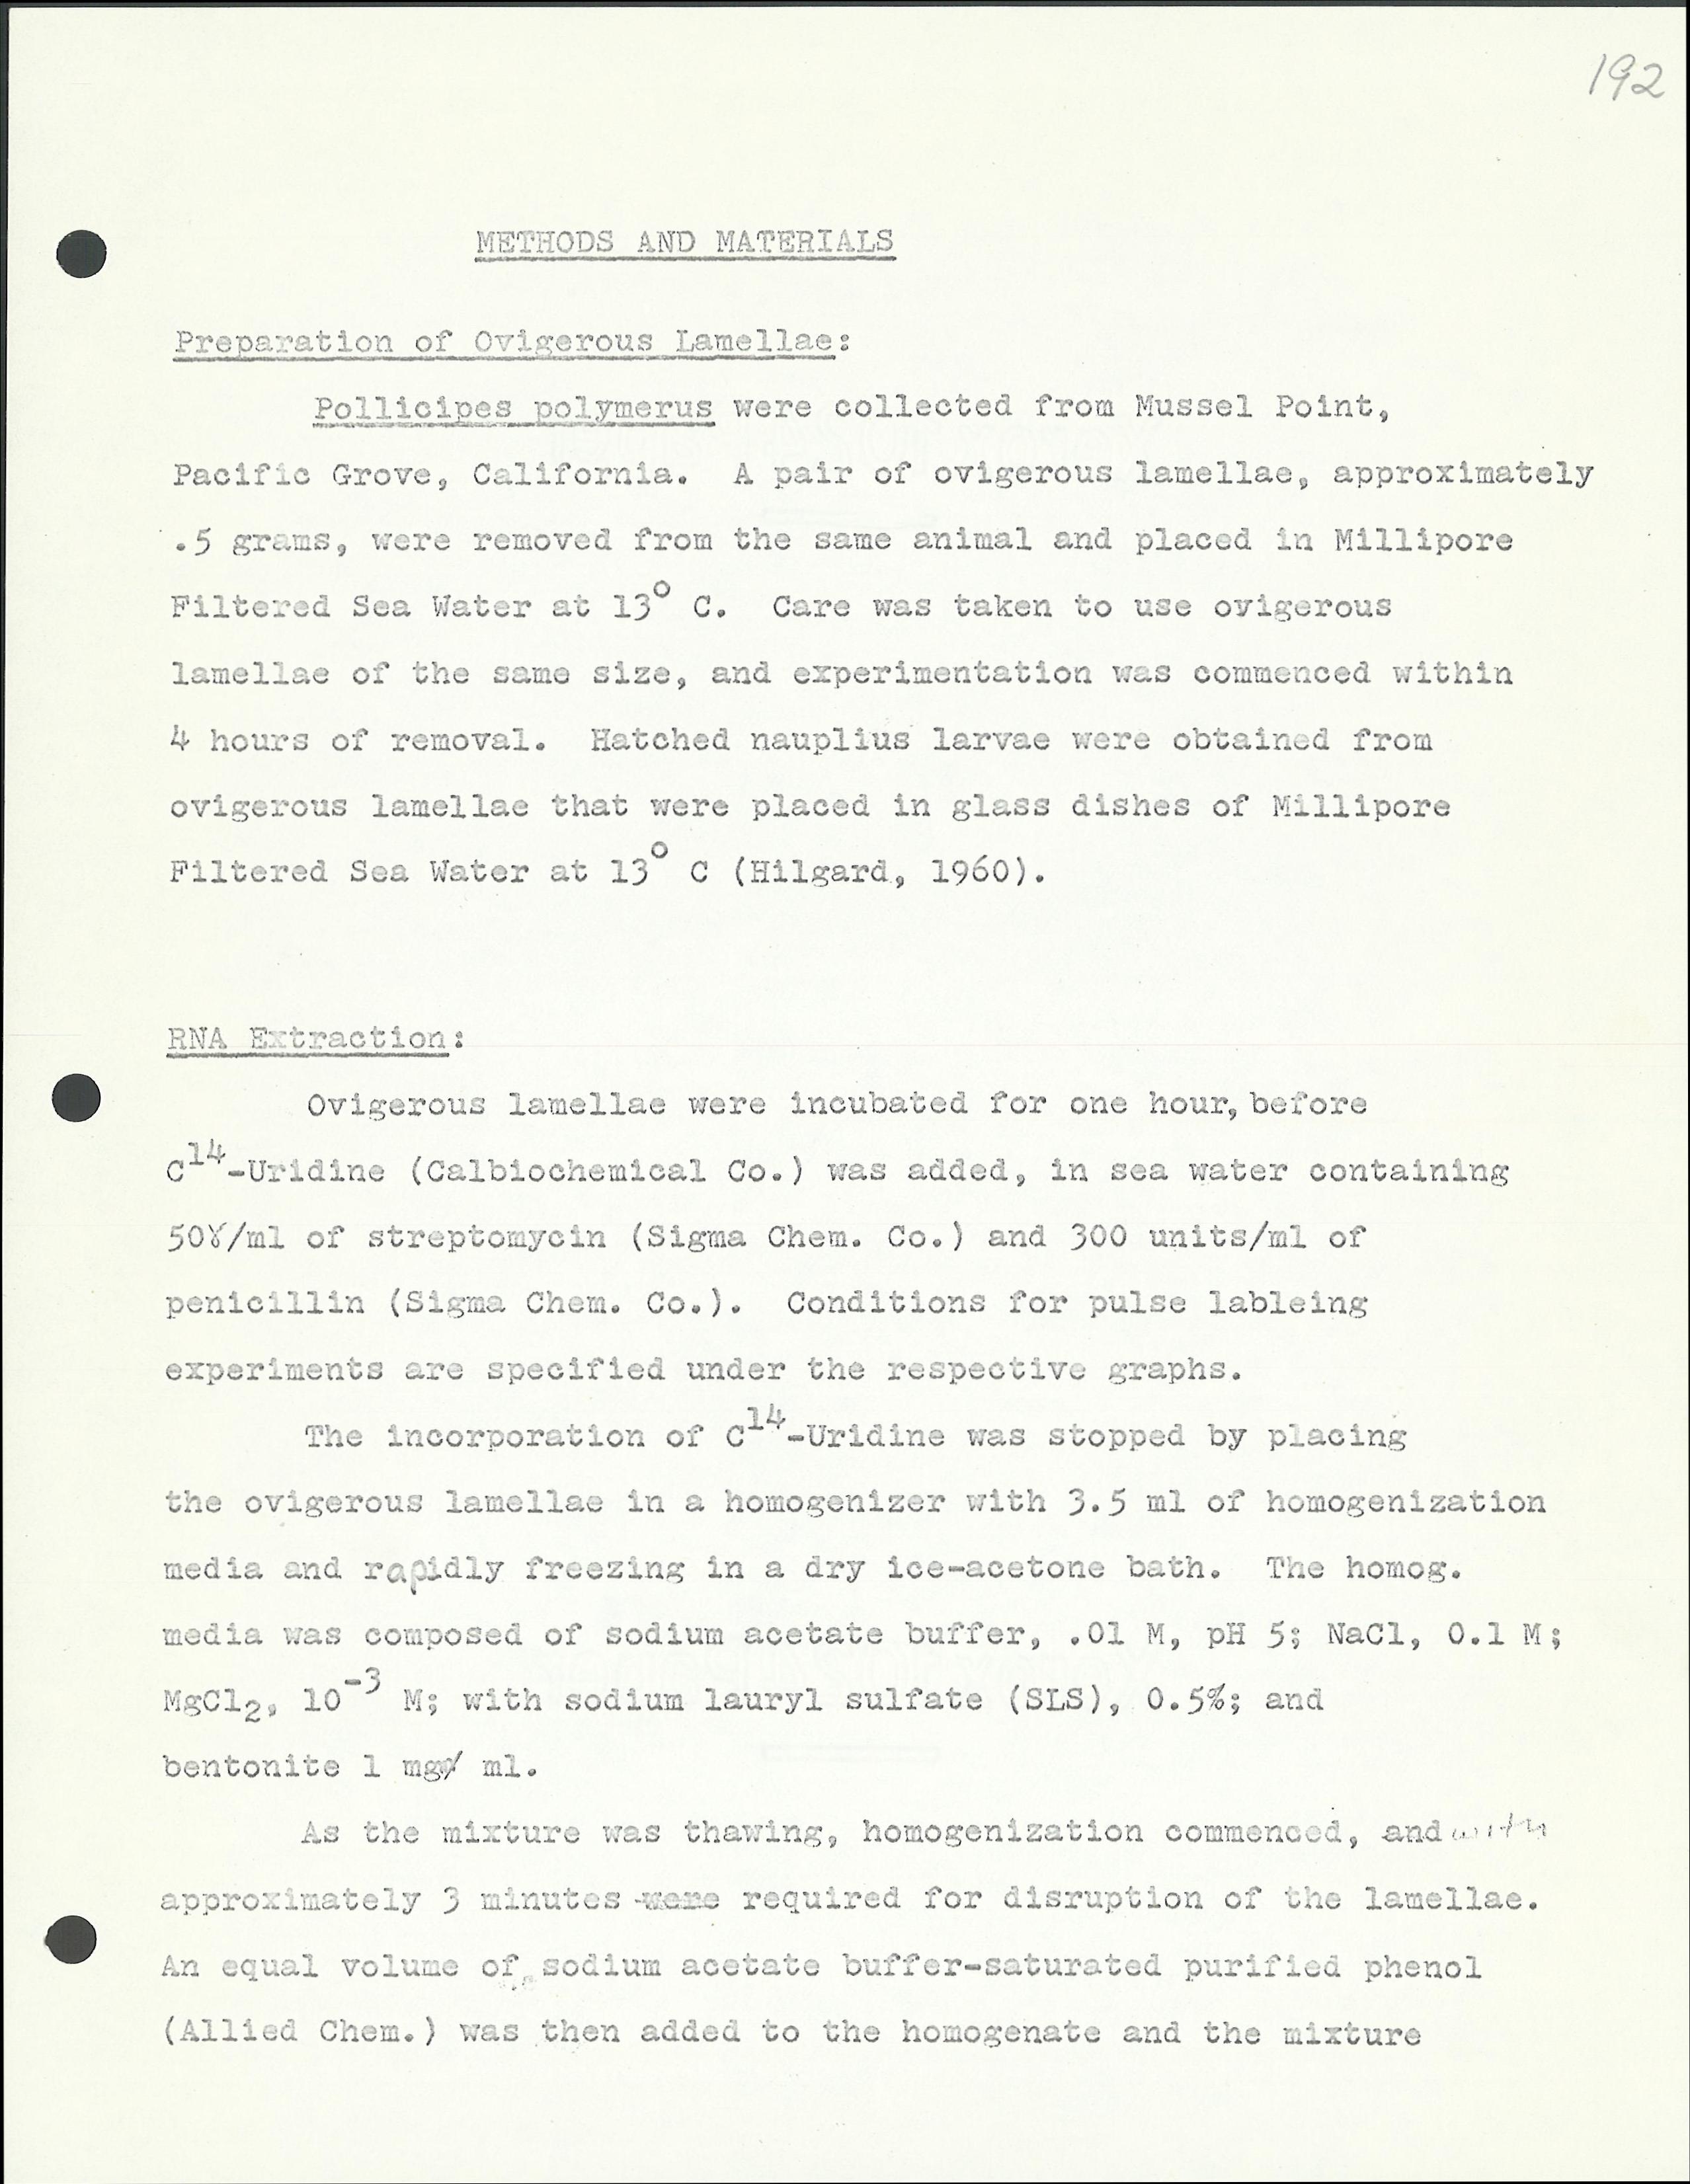 192
METHODS AND MATERIALS
Preparation of Ovigerous Lamellae:
Pollicipes polymerus were collected from Mussel Point,
Pacific Grove, California. A pair of ovigerous lamellae, approximately
.5 grams, were removed from the same animal and placed in Millipore
Filtered Sea Water at 13° C. Care was taken to use ovigerous
lamellae of the same size, and experimentation was commenced within
4 hours of removal. Hatched nauplius larvae were obtained from
ovigerous lamellae that were placed in glass dishes of Millipore
Filtered Sea Water at 13° C (Hilgard, 1960).
RNA Extraction:
Ovigerous lamellae were incubated for one hour, before
C¹⁴-Uridine (Calbiochemical Co.) was added, in sea water containing
50γ/ml of streptomycin (Sigma Chem. Co.) and 300 units/ml of
penicillin (Sigma Chem. Co.). Conditions for pulse lableing
experiments are specified under the respective graphs.
The incorporation of C¹⁴-Uridine was stopped by placing
the ovigerous lamellae in a homogenizer with 3.5 ml of homogenization
media and rapidly freezing in a dry ice-acetone bath. The homog.
media was composed of sodium acetate buffer, .01 M, pH 5; NaCl, 0.1 M;
MgCl₂, 10⁻³ M; with sodium lauryl sulfate (SLS), 0.5%; and
bentonite 1 mg/ ml.
As the mixture was thawing, homogenization commenced, and with
approximately 3 minutes were required for disruption of the lamellae.
An equal volume of sodium acetate buffer-saturated purified phenol
(Allied Chem.) was then added to the homogenate and the mixture